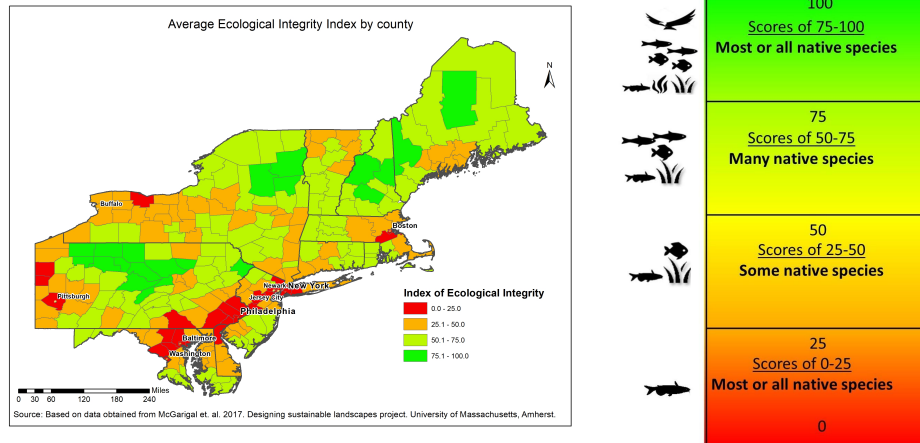 Average Ecological Integrity Index by county
N
Buffalo
Boston
Newark New York
Jersey City
Pittsburgh
Philadelphia
Baltimore
Washington
Index of Ecological Integrity
0.0 - 25.0
25.1 - 50.0
50.1 - 75.0
75.1 - 100.0
Miles
0 30 60 120 180 240
Source: Based on data obtained from McGarigal et. al. 2017. Designing sustainable landscapes project. University of Massachusetts, Amherst.
100
Scores of 75-100
Most or all native species
75
Scores of 50-75
Many native species
50
Scores of 25-50
Some native species
25
Scores of 0-25
Most or all native species
0